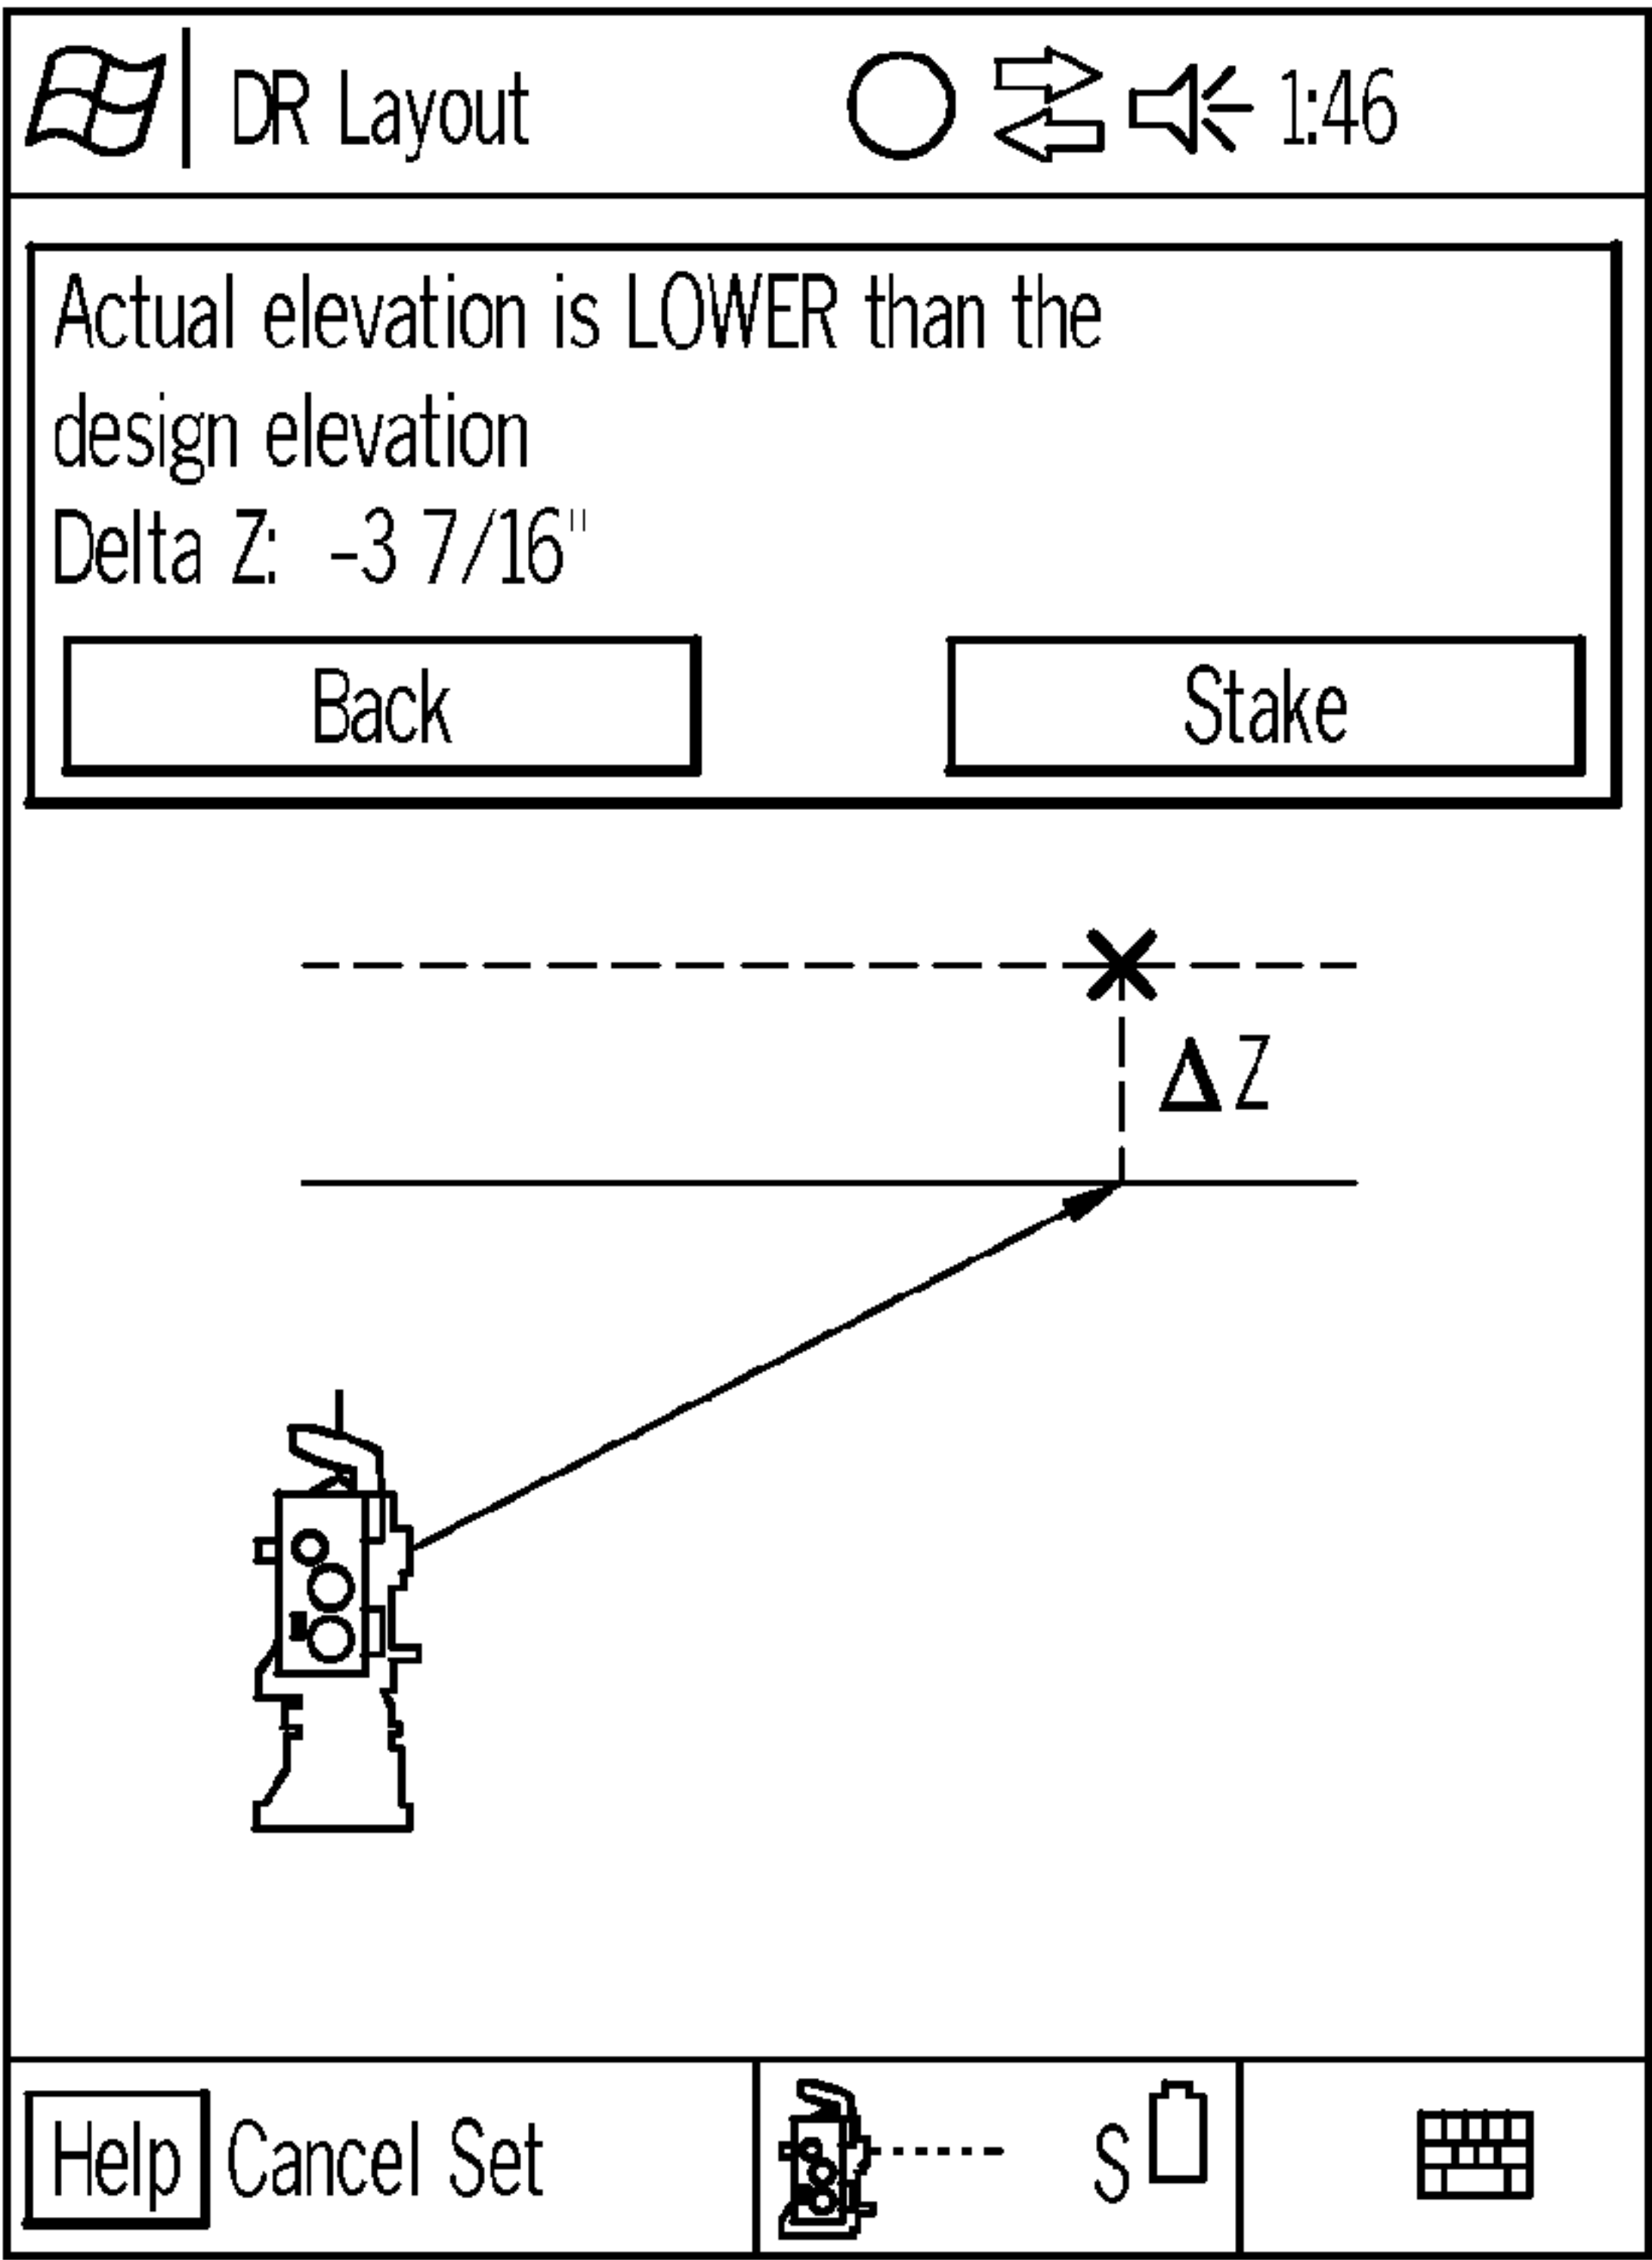 DR Layout 1:46
Actual elevation is LOWER than the
design elevation
Delta Z: -3 7/16"
Back Stake
ΔZ
Help Cancel Set S